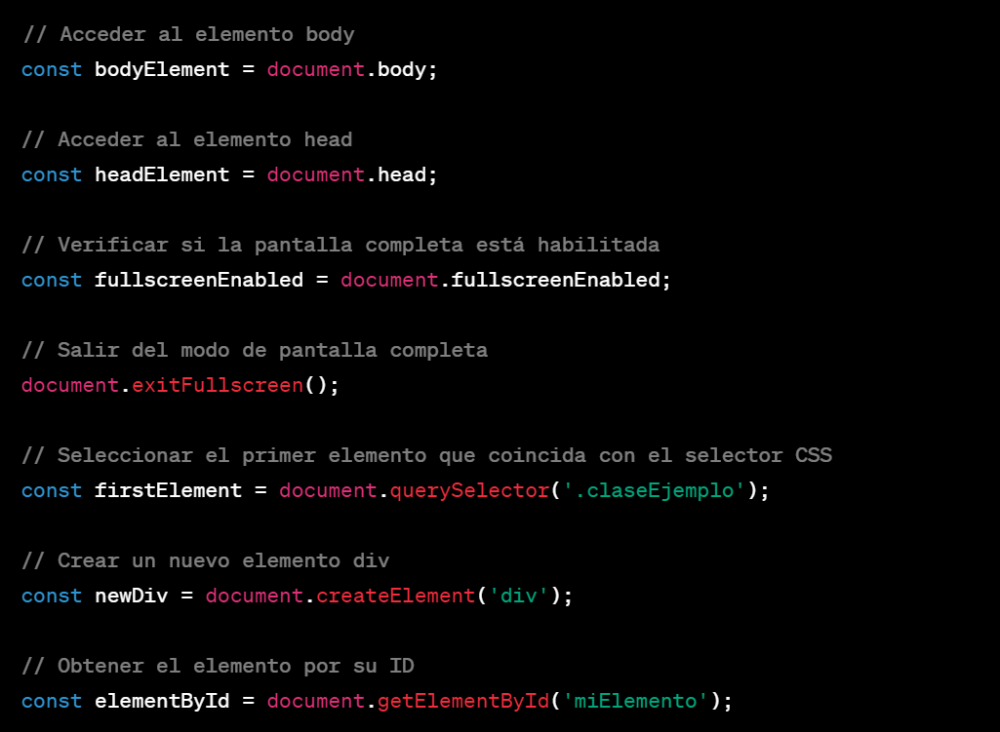 // Acceder al elemento body
const bodyElement = document.body;
// Acceder al elemento head
const headElement = document.head;
// Verificar si la pantalla completa está habilitada
const fullscreenEnabled = document.fullscreenEnabled;
// Salir del modo de pantalla completa
document.exitFullscreen();
// Seleccionar el primer elemento que coincida con el selector CSS
const firstElement = document.querySelector('.claseEjemplo');
// Crear un nuevo elemento div
const newDiv = document.createElement('div');
// Obtener el elemento por su ID
const elementById = document.getElementById('miElemento');